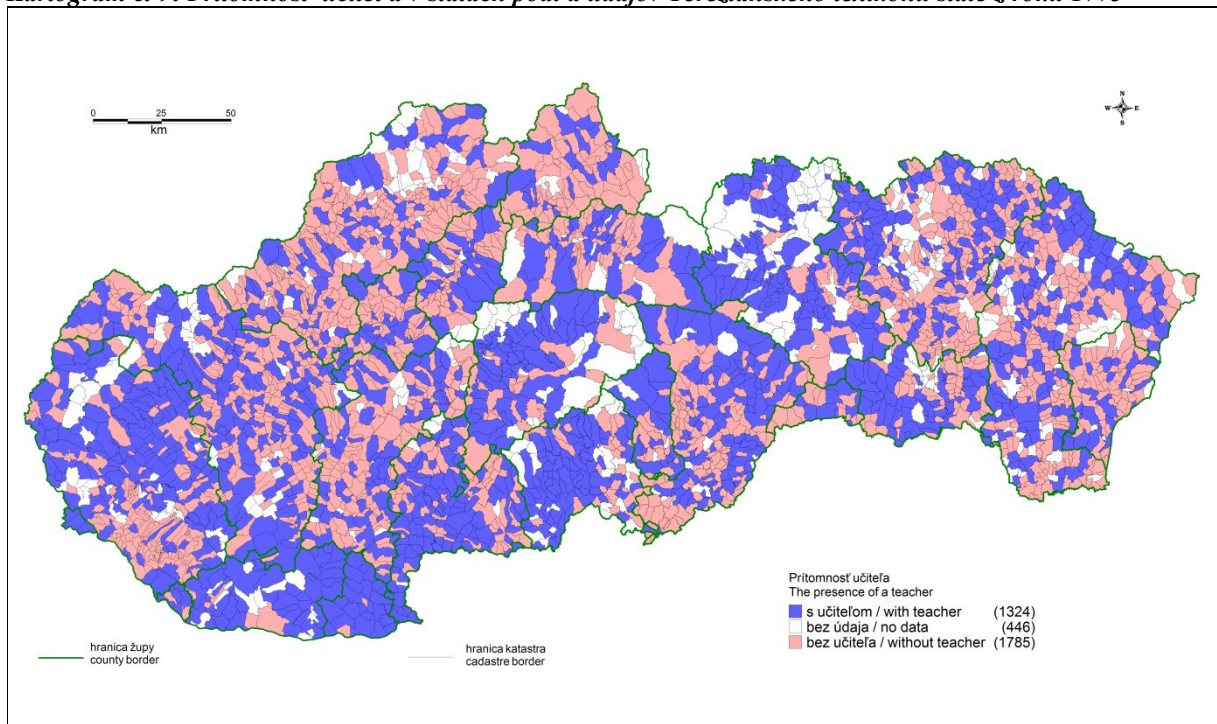 0 25 50
km
N
W E
S
Prítomnosť učiteľa
The presence of a teacher
s učiteľom / with teacher (1324)
bez údaja / no data (446)
bez učiteľa / without teacher (1785)
hranica župy
county border
hranica katastra
cadastre border